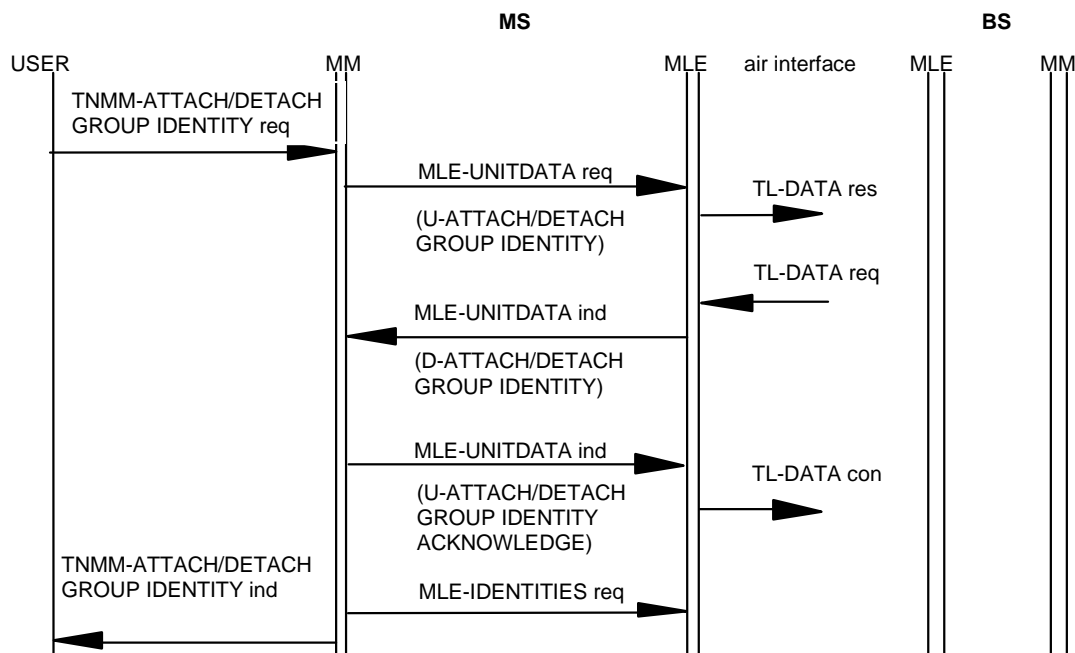 MS
BS
USER
MM
MLE
air interface
MLE
MM
TNMM-ATTACH/DETACH
GROUP IDENTITY req
MLE-UNITDATA req
TL-DATA res
(U-ATTACH/DETACH
GROUP IDENTITY)
TL-DATA req
MLE-UNITDATA ind
(D-ATTACH/DETACH
GROUP IDENTITY)
MLE-UNITDATA ind
TL-DATA con
(U-ATTACH/DETACH
GROUP IDENTITY
ACKNOWLEDGE)
TNMM-ATTACH/DETACH
GROUP IDENTITY ind
MLE-IDENTITIES req